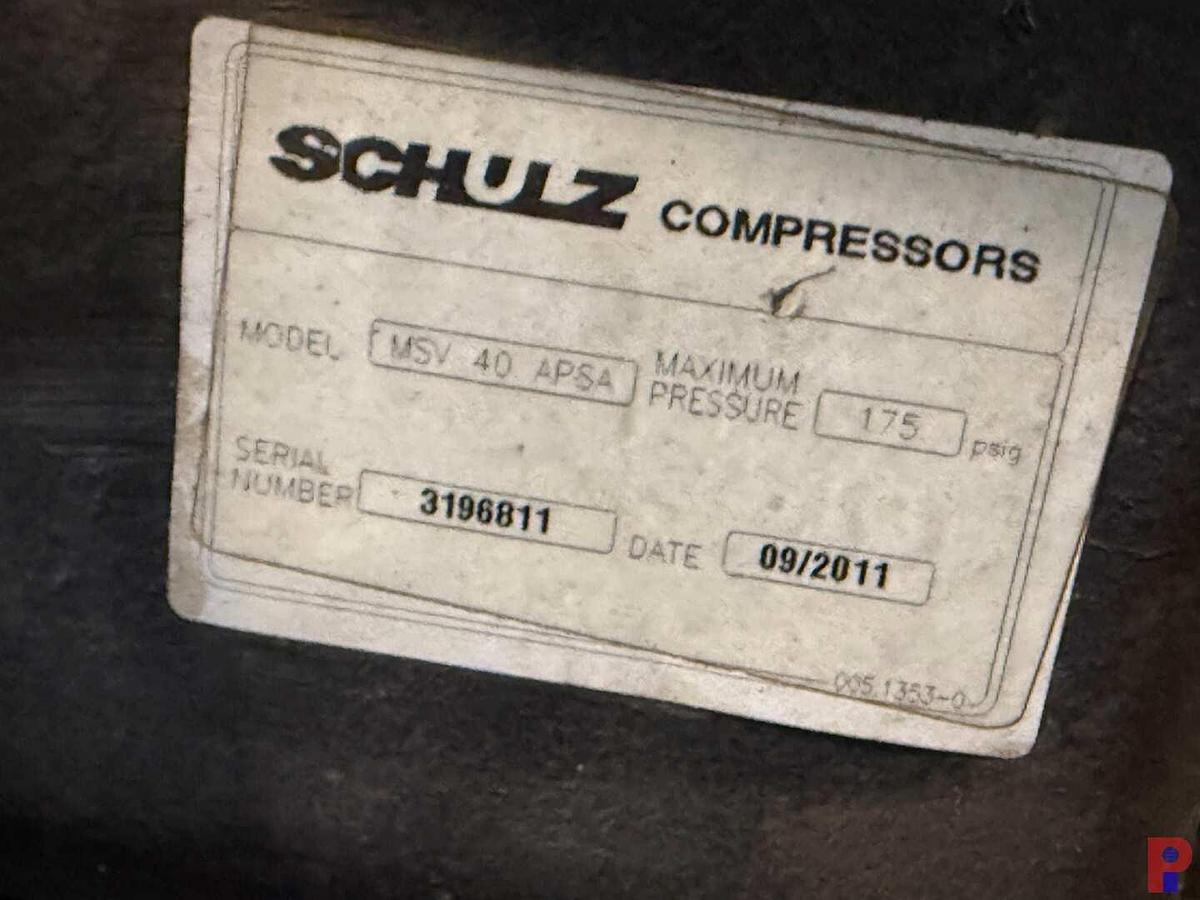 SCHULZ COMPRESSORS
MODEL MSV 40 APSA MAXIMUM PRESSURE 175 psig
SERIAL NUMBER 3196811 DATE 09/2011
005.1353-0